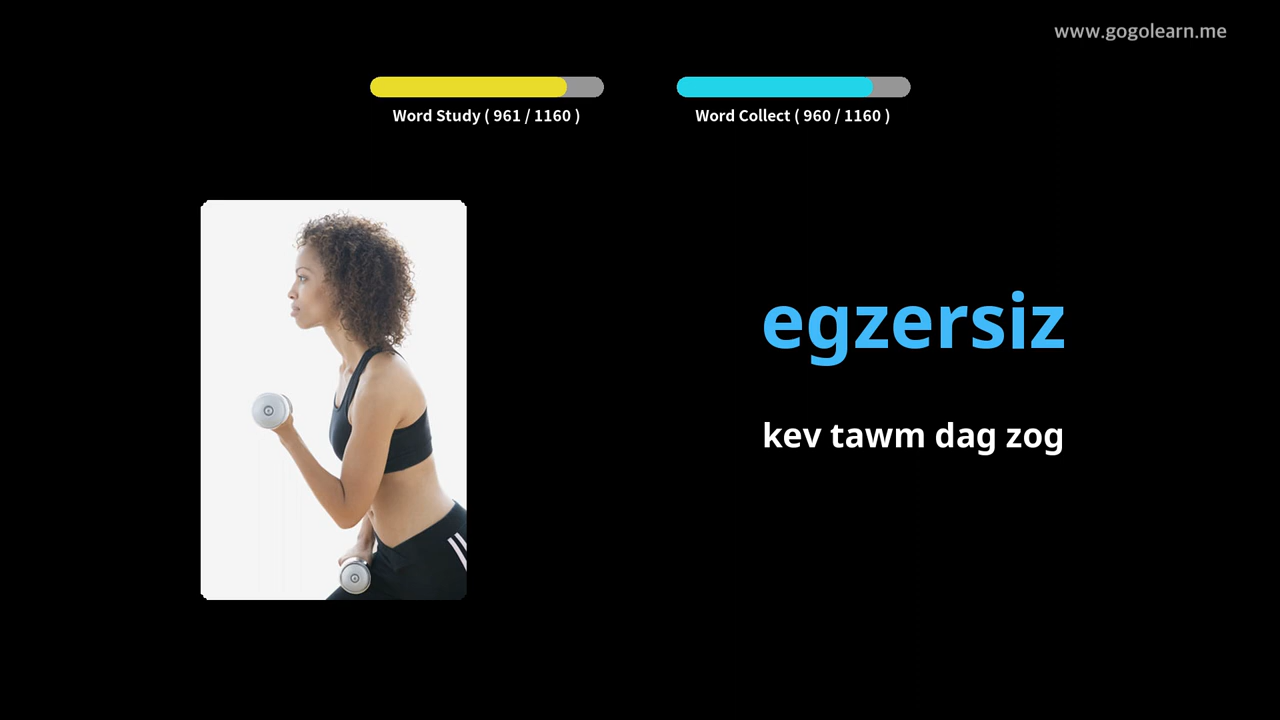 www.gogolearn.me
Word Study ( 961 / 1160 )
Word Collect ( 960 / 1160 )
egzersiz
kev tawm dag zog